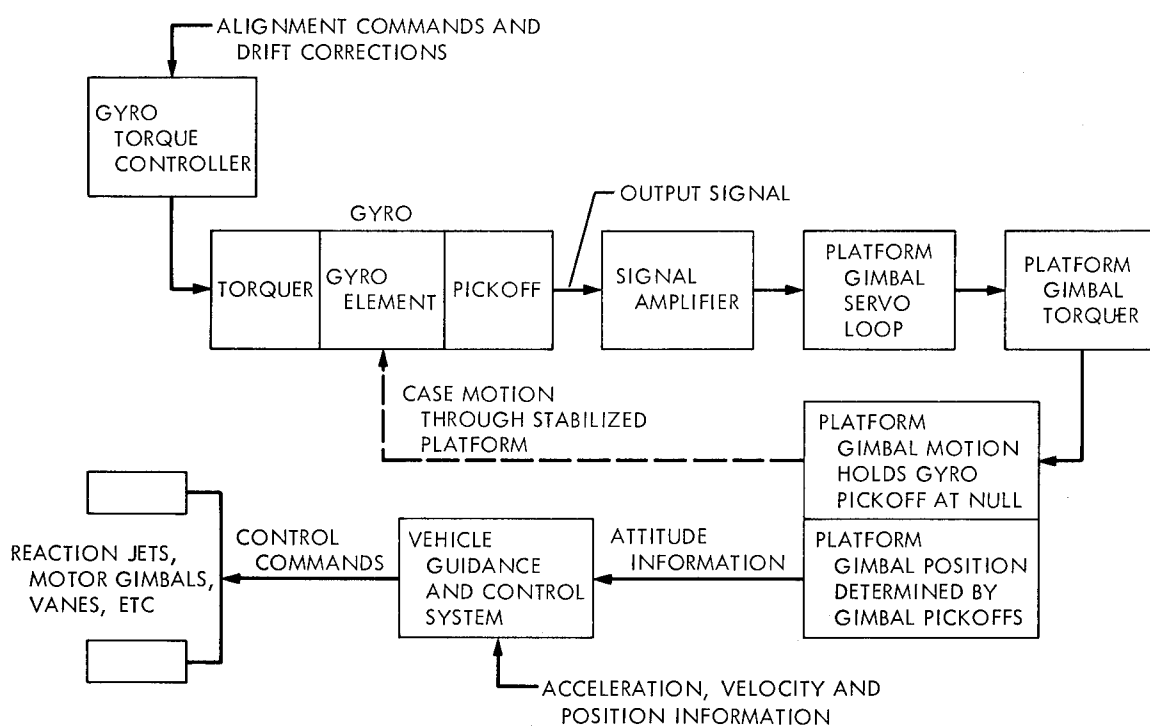 ALIGNMENT COMMANDS AND
DRIFT CORRECTIONS
GYRO
TORQUE
CONTROLLER
GYRO
OUTPUT SIGNAL
TORQUER
GYRO
ELEMENT
PICKOFF
SIGNAL
AMPLIFIER
PLATFORM
GIMBAL
SERVO
LOOP
PLATFORM
GIMBAL
TORQUER
CASE MOTION
THROUGH STABILIZED
PLATFORM
PLATFORM
GIMBAL MOTION
HOLDS GYRO
PICKOFF AT NULL
PLATFORM
GIMBAL POSITION
DETERMINED BY
GIMBAL PICKOFFS
ATTITUDE
INFORMATION
VEHICLE
GUIDANCE
AND CONTROL
SYSTEM
CONTROL
COMMANDS
REACTION JETS,
MOTOR GIMBALS,
VANES, ETC
ACCELERATION, VELOCITY AND
POSITION INFORMATION